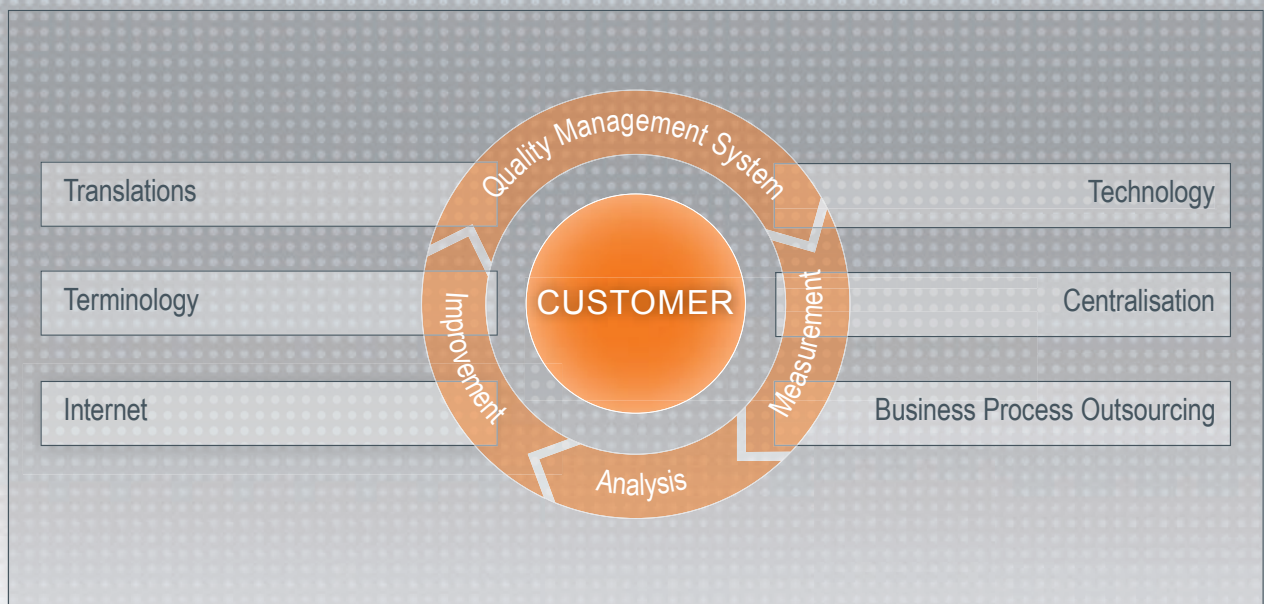 Quality Management System
Translations
Technology
Terminology
Improvement
CUSTOMER
Measurement
Centralisation
Internet
Business Process Outsourcing
Analysis